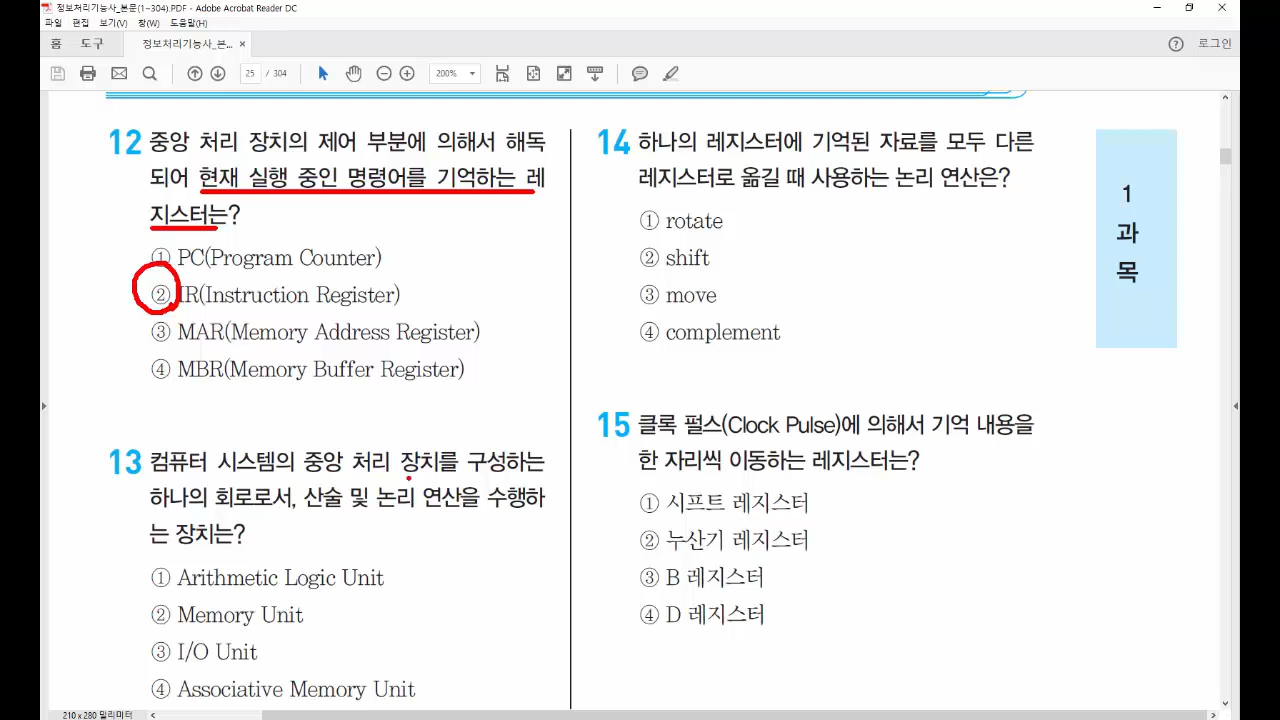 정보처리기능사_본문(1-304).PDF - Adobe Acrobat Reader DC
파일 편집 보기(V) 창(W) 도움말(H)
홈 도구 정보처리기능사_본... × 로그인
25 / 304 200%
12 중앙 처리 장치의 제어 부분에 의해서 해독
되어 현재 실행 중인 명령어를 기억하는 레
지스터는?
① PC(Program Counter)
② IR(Instruction Register)
③ MAR(Memory Address Register)
④ MBR(Memory Buffer Register)
13 컴퓨터 시스템의 중앙 처리 장치를 구성하는
하나의 회로로서, 산술 및 논리 연산을 수행하
는 장치는?
① Arithmetic Logic Unit
② Memory Unit
③ I/O Unit
④ Associative Memory Unit
14 하나의 레지스터에 기억된 자료를 모두 다른
레지스터로 옮길 때 사용하는 논리 연산은?
① rotate
② shift
③ move
④ complement
15 클록 펄스(Clock Pulse)에 의해서 기억 내용을
한 자리씩 이동하는 레지스터는?
① 시프트 레지스터
② 누산기 레지스터
③ B 레지스터
④ D 레지스터
1
과
목
210 x 280 밀리미터